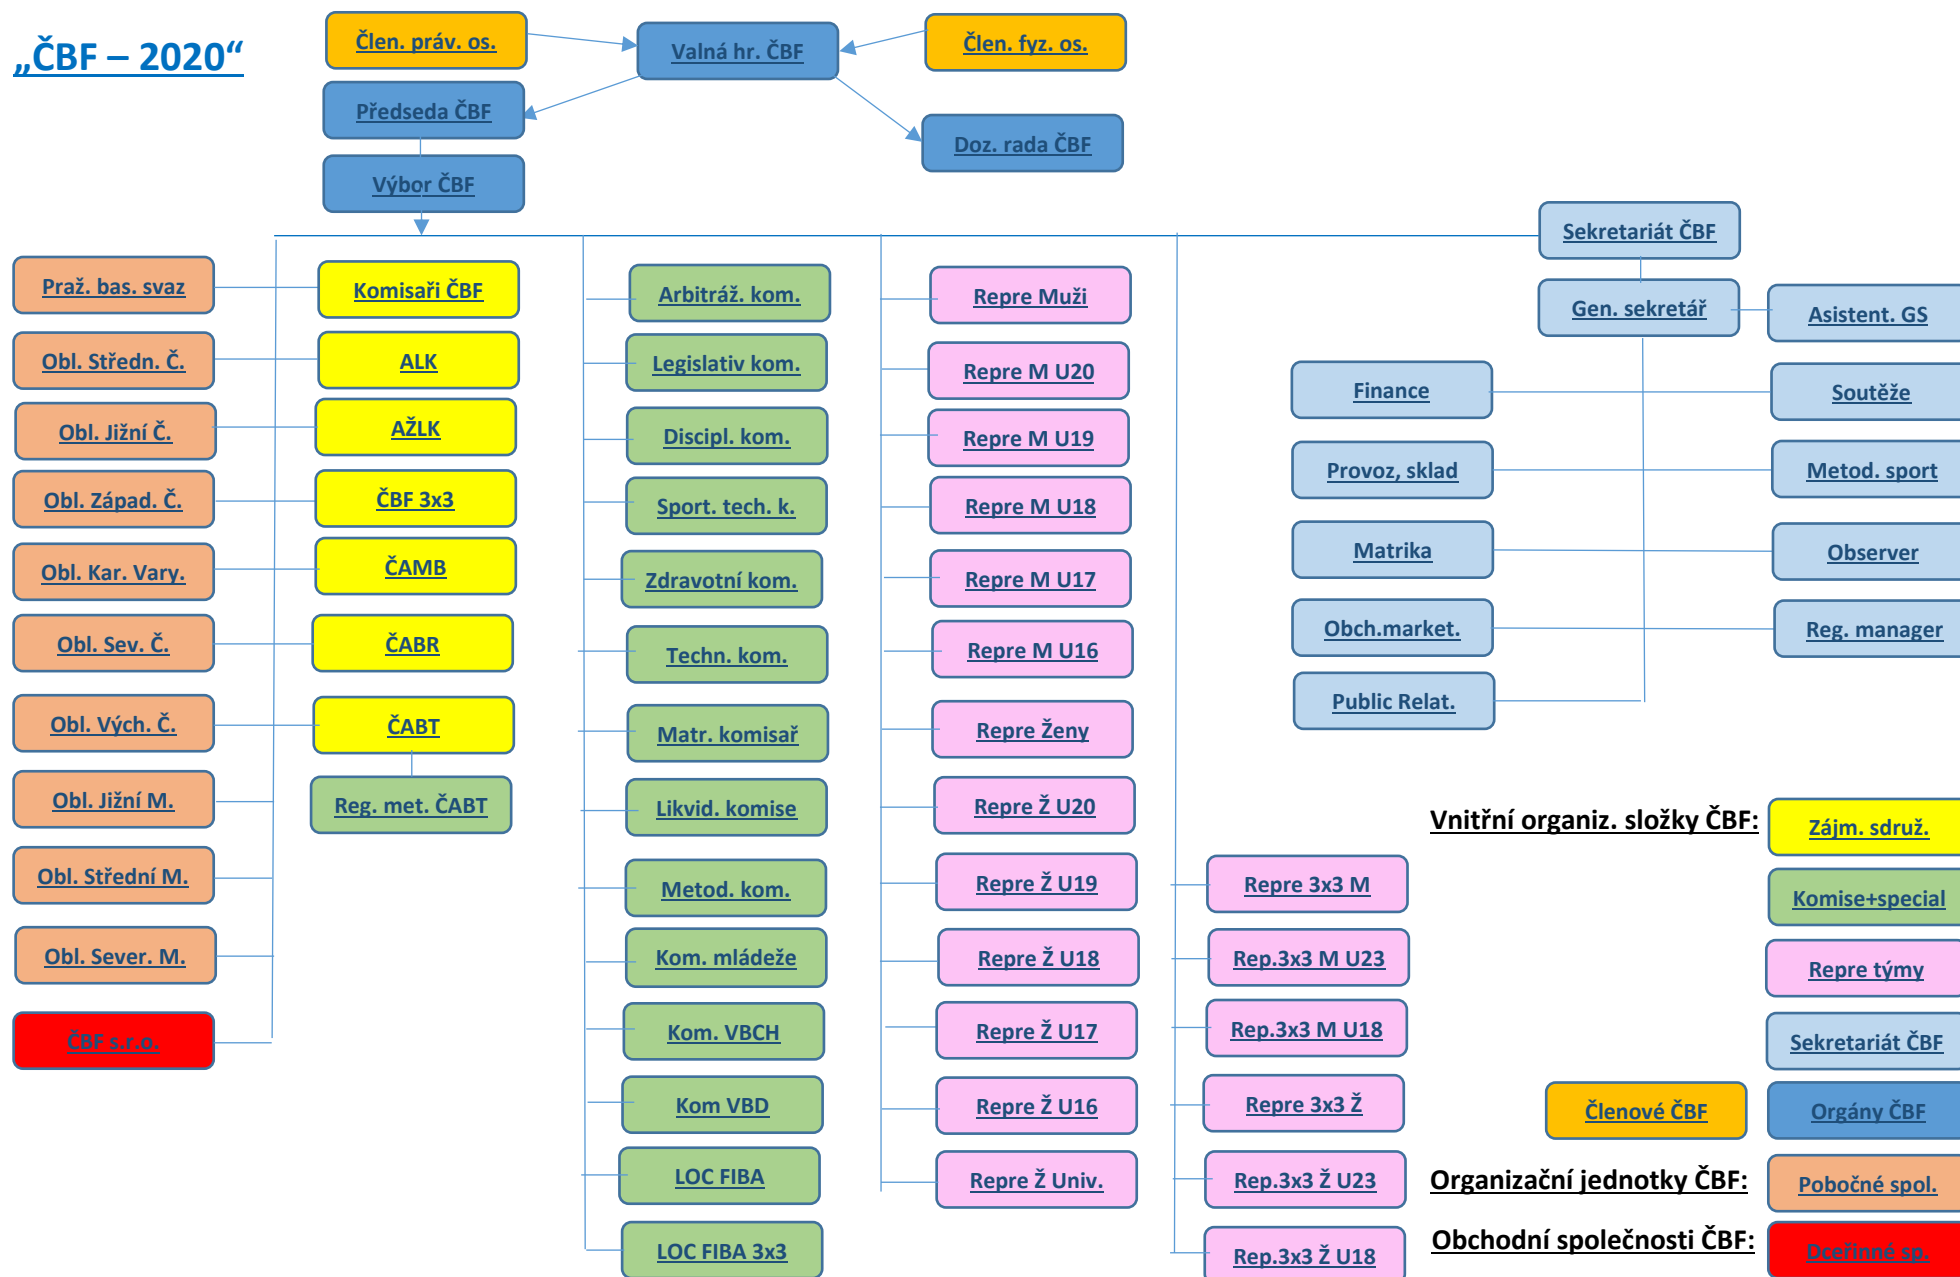 „ČBF – 2020“
Člen. práv. os.
Valná hr. ČBF
Člen. fyz. os.
Předseda ČBF
Doz. rada ČBF
Výbor ČBF
Sekretariát ČBF
Gen. sekretář
Asistent. GS
Finance
Soutěže
Provoz, sklad
Metod. sport
Matrika
Observer
Obch.market.
Reg. manager
Public Relat.
Praž. bas. svaz
Obl. Středn. Č.
Obl. Jižní Č.
Obl. Západ. Č.
Obl. Kar. Vary.
Obl. Sev. Č.
Obl. Vých. Č.
Obl. Jižní M.
Obl. Střední M.
Obl. Sever. M.
ČBF s.r.o.
Komisaři ČBF
ALK
AŽLK
ČBF 3x3
ČAMB
ČABR
ČABT
Reg. met. ČABT
Arbitráž. kom.
Legislativ kom.
Discipl. kom.
Sport. tech. k.
Zdravotní kom.
Techn. kom.
Matr. komisař
Likvid. komise
Metod. kom.
Kom. mládeže
Kom. VBCH
Kom VBD
LOC FIBA
LOC FIBA 3x3
Repre Muži
Repre M U20
Repre M U19
Repre M U18
Repre M U17
Repre M U16
Repre Ženy
Repre Ž U20
Repre Ž U19
Repre Ž U18
Repre Ž U17
Repre Ž U16
Repre Ž Univ.
Repre 3x3 M
Rep.3x3 M U23
Rep.3x3 M U18
Repre 3x3 Ž
Rep.3x3 Ž U23
Rep.3x3 Ž U18
Vnitřní organiz. složky ČBF:
Zájm. sdruž.
Komise+special
Repre týmy
Sekretariát ČBF
Členové ČBF
Orgány ČBF
Organizační jednotky ČBF:
Pobočné spol.
Obchodní společnosti ČBF:
Dceřinné sp.